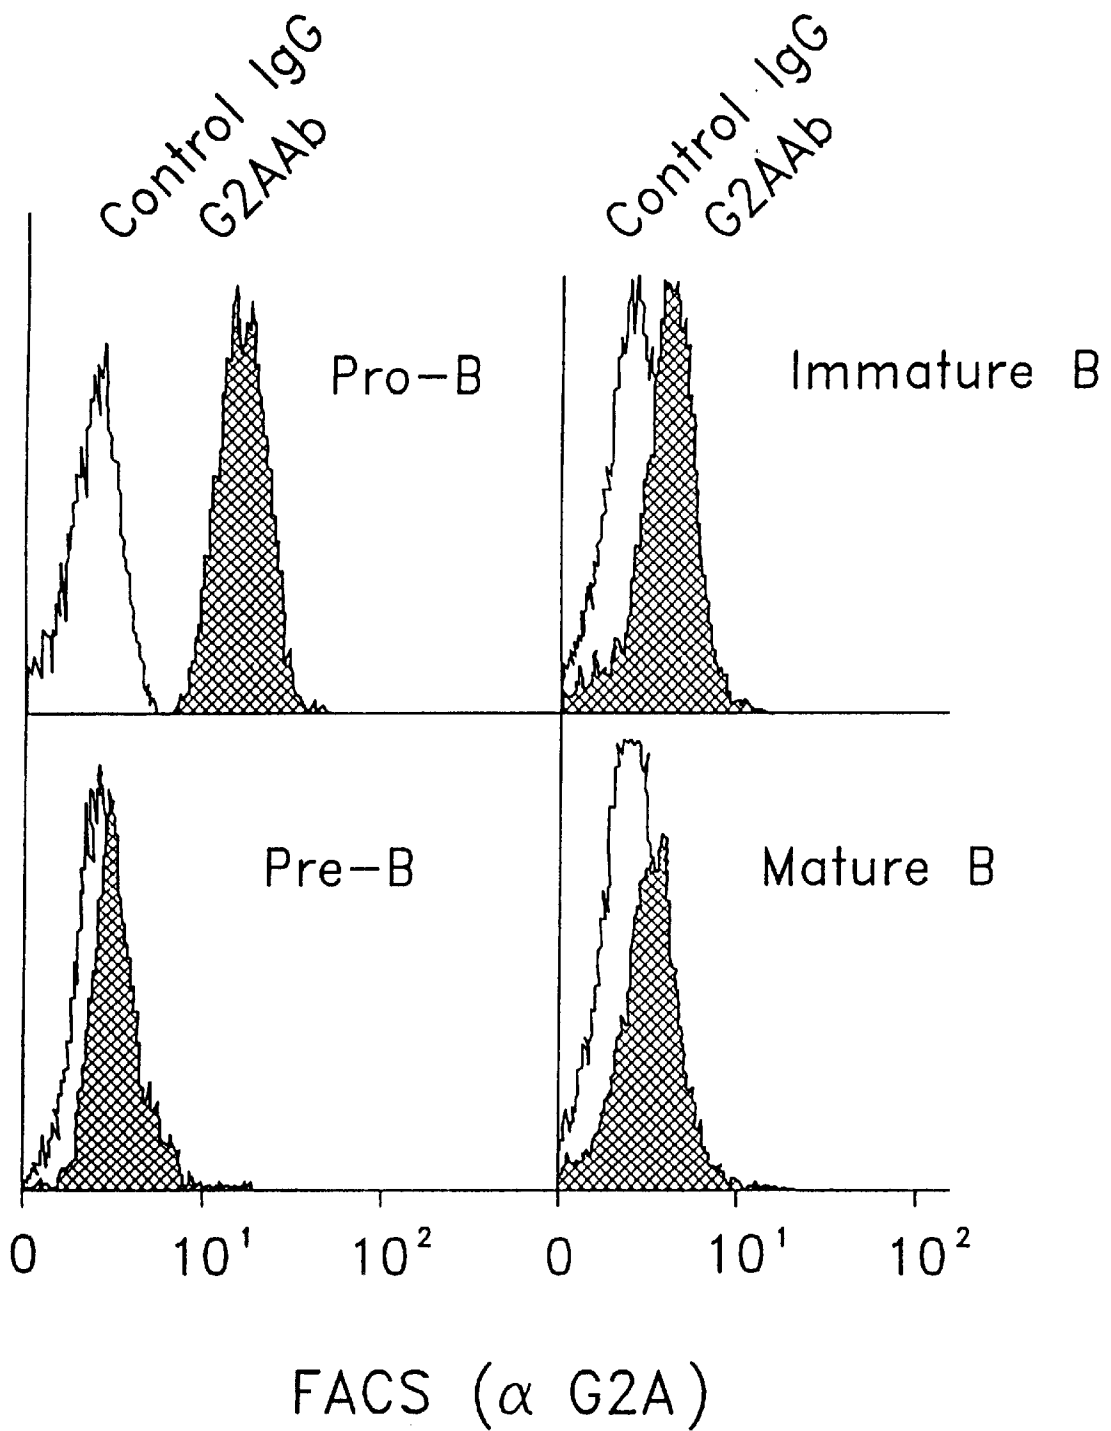 Control IgG
G2AAb
Control IgG
G2AAb
Pro-B
Immature B
Pre-B
Mature B
0 10¹ 10² 0 10¹ 10²
FACS (α G2A)